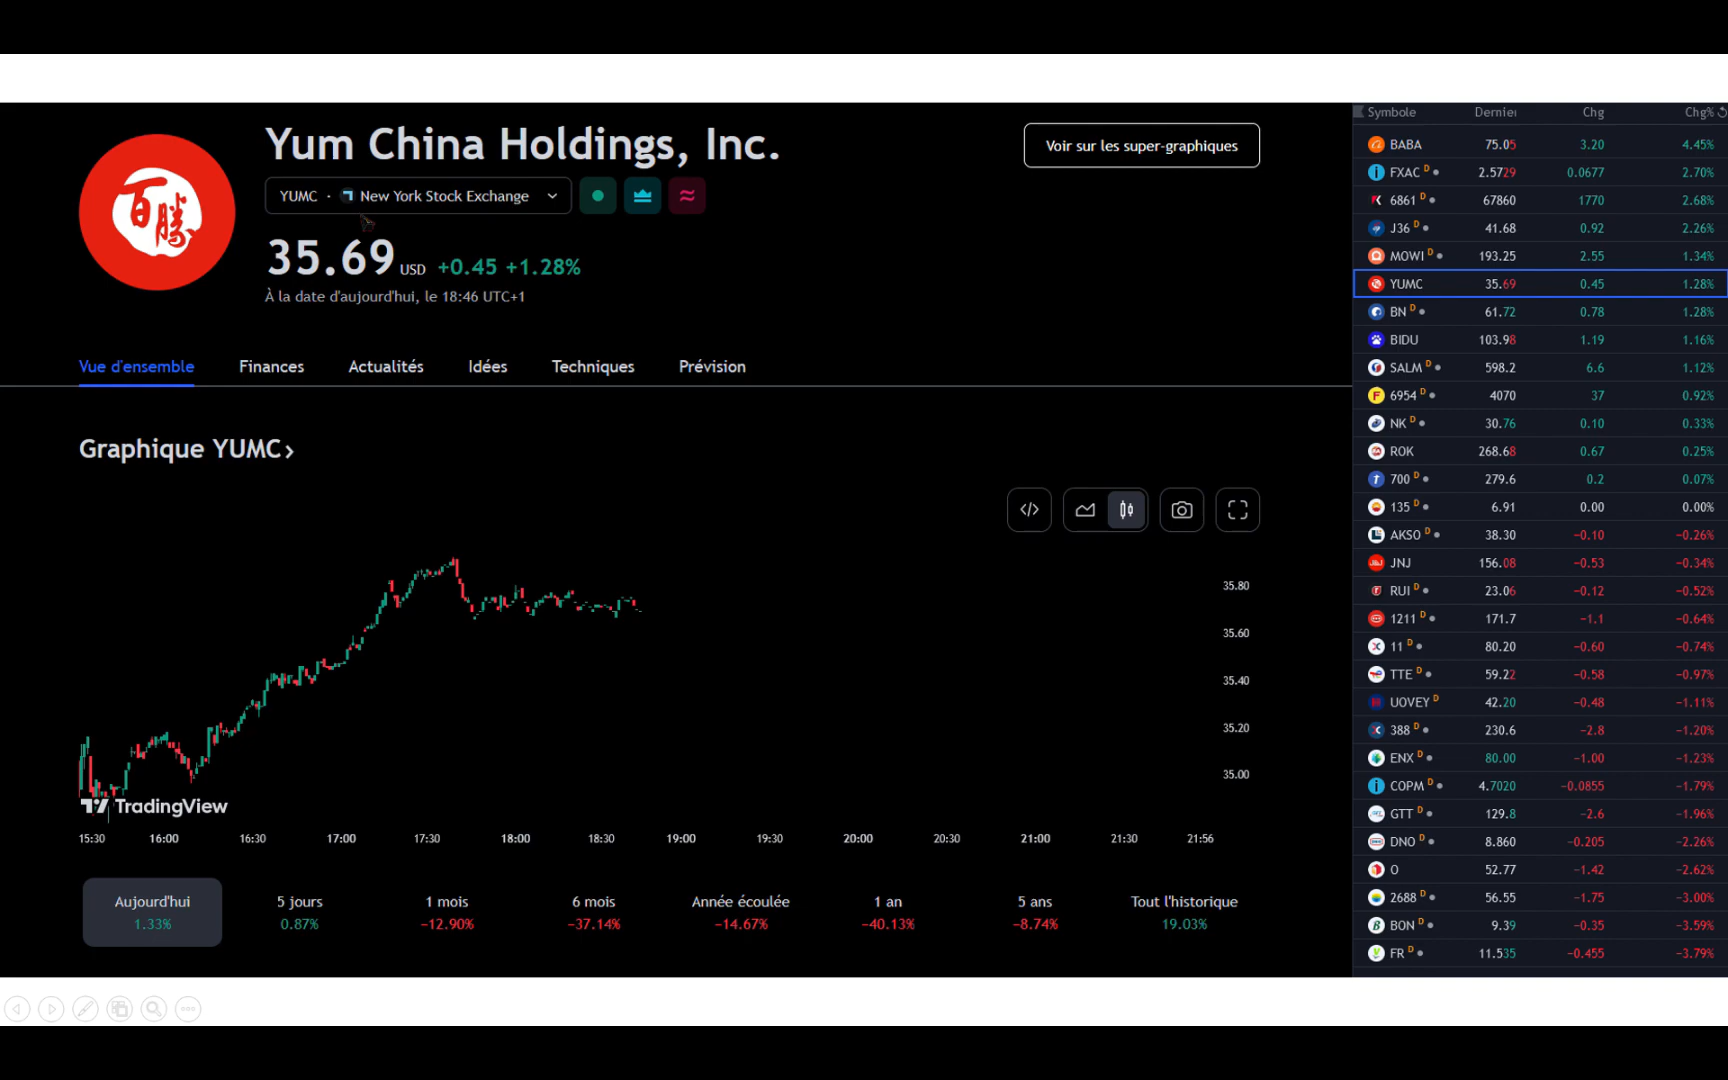 百勝
Yum China Holdings, Inc.
Voir sur les super-graphiques
YUMC · New York Stock Exchange
35.69 USD +0.45 +1.28%
À la date d'aujourd'hui, le 18:46 UTC+1
Vue d'ensemble Finances Actualités Idées Techniques Prévision
Graphique YUMC
35.80
35.60
35.40
35.20
35.00
TradingView
15:30 16:00 16:30 17:00 17:30 18:00 18:30 19:00 19:30 20:00 20:30 21:00 21:30 21:56
Aujourd'hui 5 jours 1 mois 6 mois Année écoulée 1 an 5 ans Tout l'historique
1.33% 0.87% −12.90% −37.14% −14.67% −40.13% −8.74% 19.03%
Symbole Dernier Chg Chg%
BABA 75.05 3.20 4.45%
FXAC D 2.5729 0.0677 2.70%
6861 D 67860 1770 2.68%
J36 D 41.68 0.92 2.26%
MOWI D 193.25 2.55 1.34%
YUMC 35.69 0.45 1.28%
BN D 61.72 0.78 1.28%
BIDU 103.98 1.19 1.16%
SALM D 598.2 6.6 1.12%
6954 D 4070 37 0.92%
NK D 30.76 0.10 0.33%
ROK 268.68 0.67 0.25%
700 D 279.6 0.2 0.07%
135 D 6.91 0.00 0.00%
AKSO D 38.30 −0.10 −0.26%
JNJ 156.08 −0.53 −0.34%
RUI D 23.06 −0.12 −0.52%
1211 D 171.7 −1.1 −0.64%
11 D 80.20 −0.60 −0.74%
TTE D 59.22 −0.58 −0.97%
UOVEY D 42.20 −0.48 −1.11%
388 D 230.6 −2.8 −1.20%
ENX D 80.00 −1.00 −1.23%
COPM D 4.7020 −0.0855 −1.79%
GTT D 129.8 −2.6 −1.96%
DNO D 8.860 −0.205 −2.26%
O 52.77 −1.42 −2.62%
2688 D 56.55 −1.75 −3.00%
BON D 9.39 −0.35 −3.59%
FR D 11.535 −0.455 −3.79%